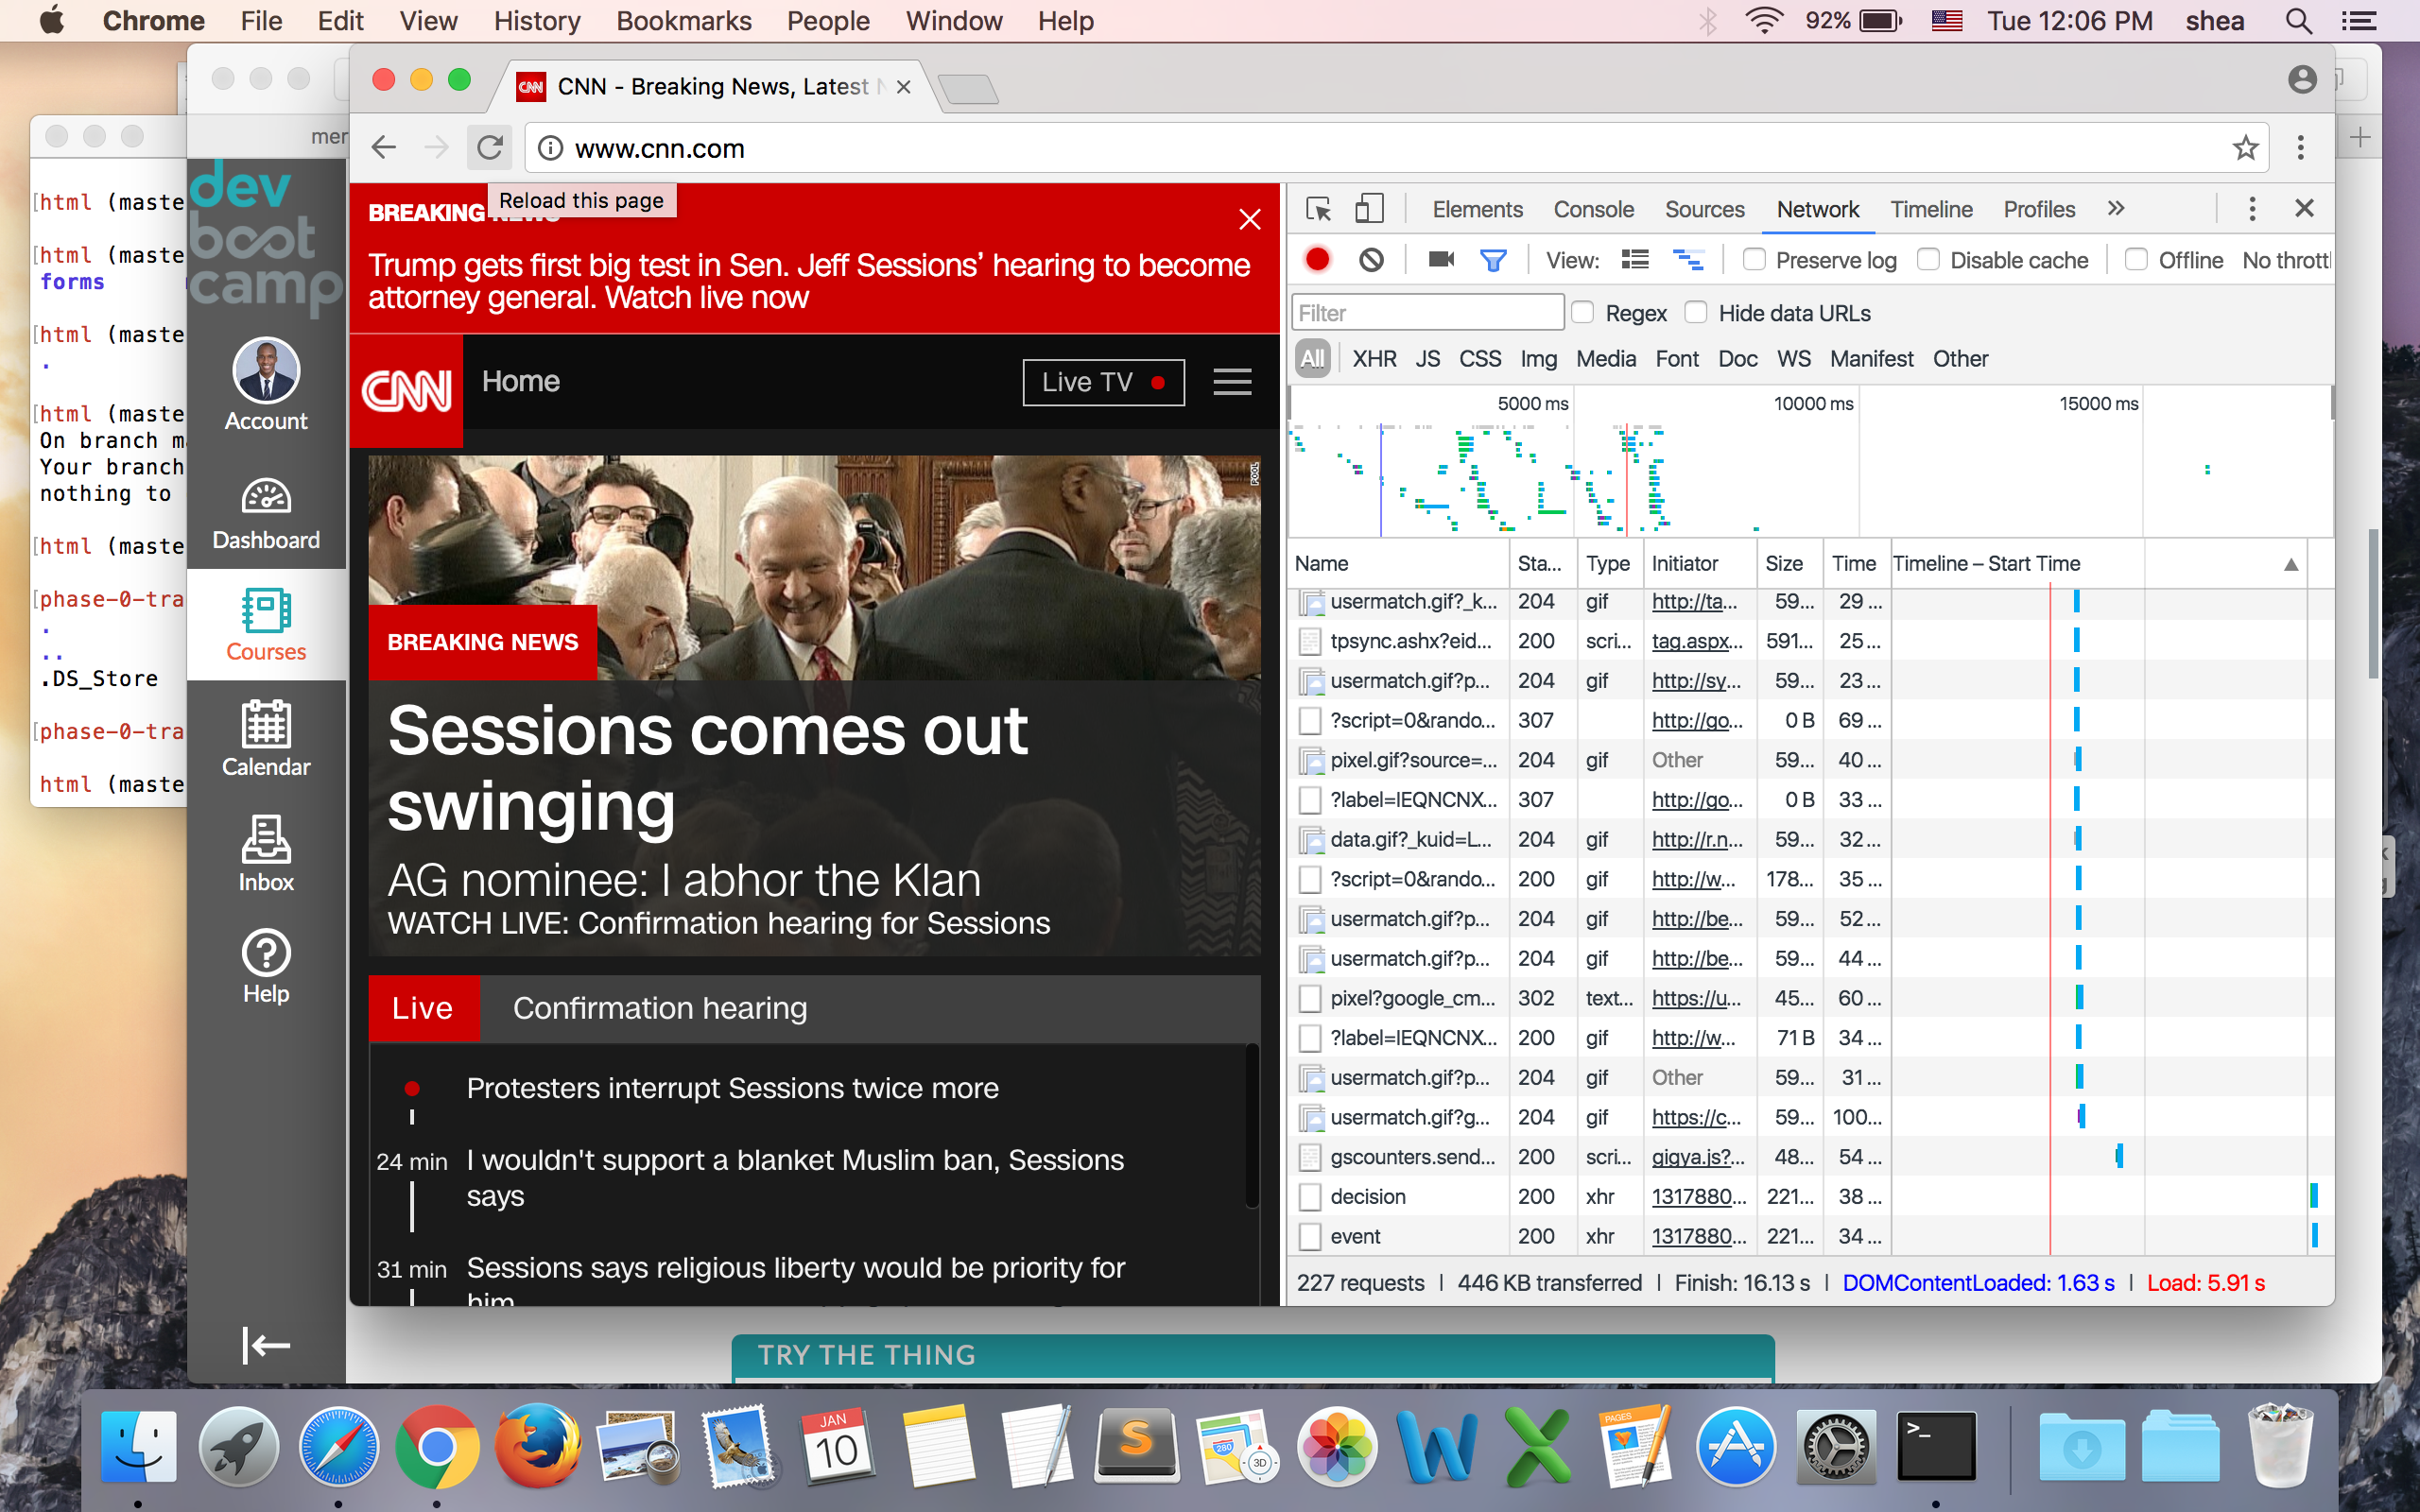 Chrome File Edit View History Bookmarks People Window Help 92% Tue 12:06 PM shea
CNN CNN - Breaking News, Latest
mer
www.cnn.com
Reload this page
[html (maste
[html (maste
forms
[html (maste
.
[html (maste
On branch
Your branch
nothing to
[html (maste
[phase-0-tra
.
..
.DS_Store
[phase-0-tra
html (maste
dev
bootcamp
Account
Dashboard
Courses
Calendar
Inbox
Help
BREAKING NEWS
Trump gets first big test in Sen. Jeff Sessions' hearing to become
attorney general. Watch live now
CNN Home Live TV
POOL
BREAKING NEWS
Sessions comes out
swinging
AG nominee: I abhor the Klan
WATCH LIVE: Confirmation hearing for Sessions
Live Confirmation hearing
Protesters interrupt Sessions twice more
24 min I wouldn't support a blanket Muslim ban, Sessions
says
31 min Sessions says religious liberty would be priority for
him
Elements Console Sources Network Timeline Profiles »
View: Preserve log Disable cache Offline No thrott
Filter Regex Hide data URLs
All XHR JS CSS Img Media Font Doc WS Manifest Other
5000 ms 10000 ms 15000 ms
Name Sta... Type Initiator Size Time Timeline – Start Time
usermatch.gif?_k... 204 gif http://ta... 59... 29 ...
tpsync.ashx?eid... 200 scri... tag.aspx... 591... 25 ...
usermatch.gif?p... 204 gif http://sy... 59... 23 ...
?script=0&rando... 307 http://go... 0 B 69 ...
pixel.gif?source=... 204 gif Other 59... 40 ...
?label=IEQNCNX... 307 http://go... 0 B 33 ...
data.gif?_kuid=L... 204 gif http://r.n... 59... 32 ...
?script=0&rando... 200 gif http://w... 178... 35 ...
usermatch.gif?p... 204 gif http://be... 59... 52 ...
usermatch.gif?p... 204 gif http://be... 59... 44 ...
pixel?google_cm... 302 text... https://u... 45... 60 ...
?label=IEQNCNX... 200 gif http://w... 71 B 34 ...
usermatch.gif?p... 204 gif Other 59... 31 ...
usermatch.gif?g... 204 gif https://c... 59... 100...
gscounters.send... 200 scri... gigya.js?... 48... 54 ...
decision 200 xhr 1317880... 221... 38 ...
event 200 xhr 1317880... 221... 34 ...
227 requests | 446 KB transferred | Finish: 16.13 s | DOMContentLoaded: 1.63 s | Load: 5.91 s
TRY THE THING
JAN
10
S
280
3D
W
X
PAGES
>_